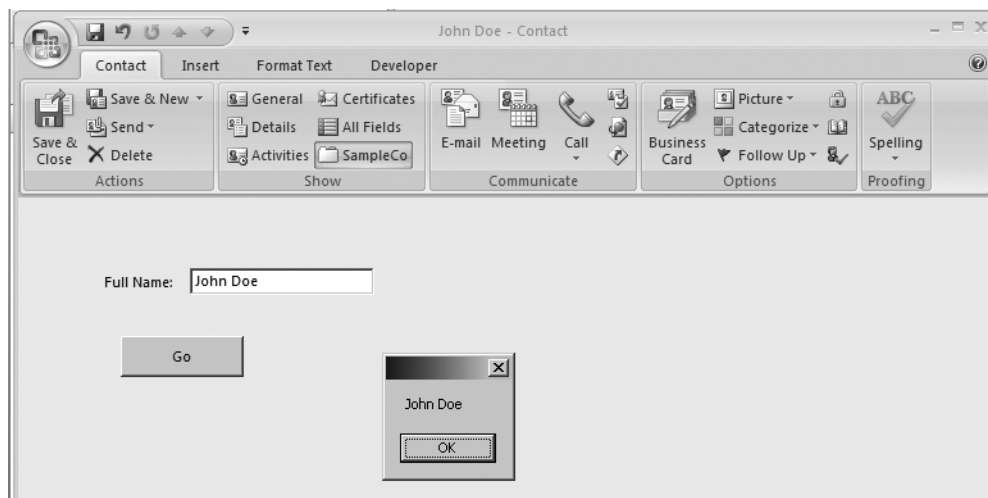 John Doe - Contact
Contact Insert Format Text Developer
Save & Close
Save & New
Send
Delete
Actions
General
Details
Activities
Certificates
All Fields
SampleCo
Show
E-mail
Meeting
Call
Communicate
Business Card
Picture
Categorize
Follow Up
Options
ABC
Spelling
Proofing
Full Name: John Doe
Go
John Doe
OK